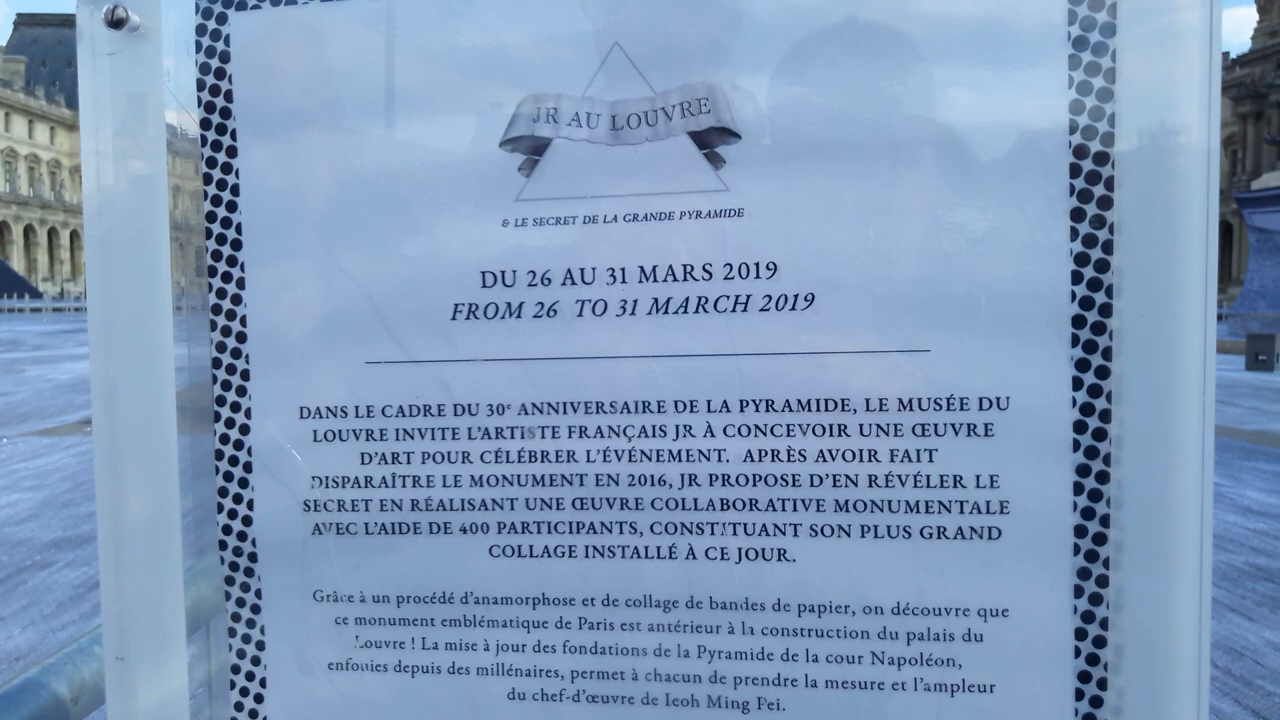 JR AU LOUVRE
& LE SECRET DE LA GRANDE PYRAMIDE
DU 26 AU 31 MARS 2019
FROM 26 TO 31 MARCH 2019
DANS LE CADRE DU 30e ANNIVERSAIRE DE LA PYRAMIDE, LE MUSÉE DU
LOUVRE INVITE L'ARTISTE FRANÇAIS JR À CONCEVOIR UNE ŒUVRE
D'ART POUR CÉLÉBRER L'ÉVÉNEMENT. APRÈS AVOIR FAIT
DISPARAÎTRE LE MONUMENT EN 2016, JR PROPOSE D'EN RÉVÉLER LE
SECRET EN RÉALISANT UNE ŒUVRE COLLABORATIVE MONUMENTALE
AVEC L'AIDE DE 400 PARTICIPANTS, CONSTITUANT SON PLUS GRAND
COLLAGE INSTALLÉ À CE JOUR.
Grâce à un procédé d'anamorphose et de collage de bandes de papier, on découvre que
ce monument emblématique de Paris est antérieur à la construction du palais du
Louvre ! La mise à jour des fondations de la Pyramide de la cour Napoléon,
enfouies depuis des millénaires, permet à chacun de prendre la mesure et l'ampleur
du chef-d'œuvre de Ieoh Ming Pei.